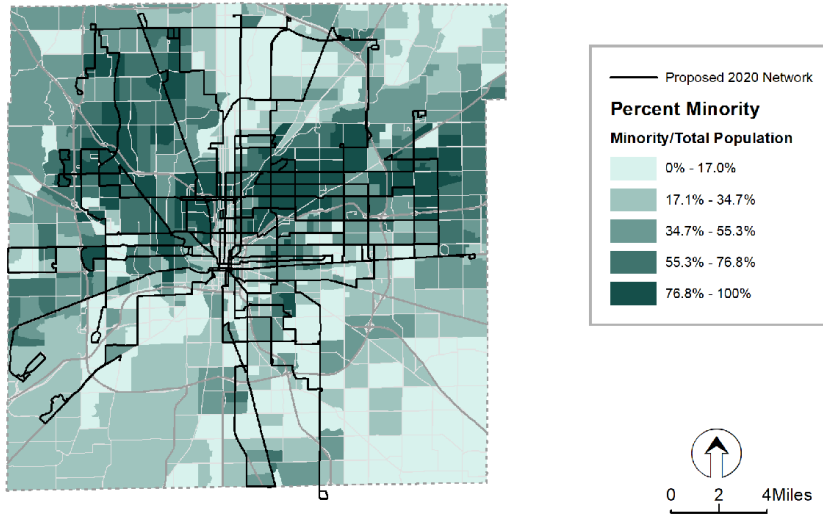 Proposed 2020 Network
Percent Minority
Minority/Total Population
0% - 17.0%
17.1% - 34.7%
34.7% - 55.3%
55.3% - 76.8%
76.8% - 100%
0 2 4Miles